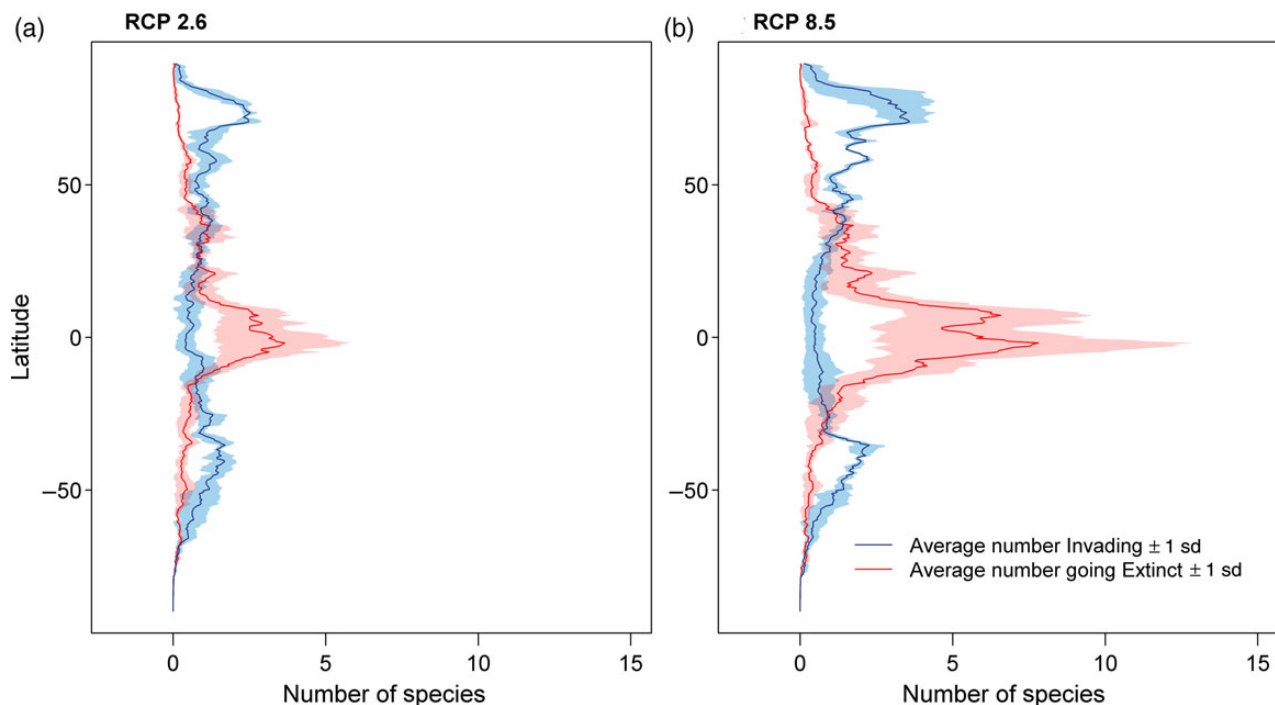 (a) RCP 2.6
(b) RCP 8.5
Latitude
50
0
–50
50
0
–50
Average number Invading ± 1 sd
Average number going Extinct ± 1 sd
0 5 10 15
0 5 10 15
Number of species
Number of species